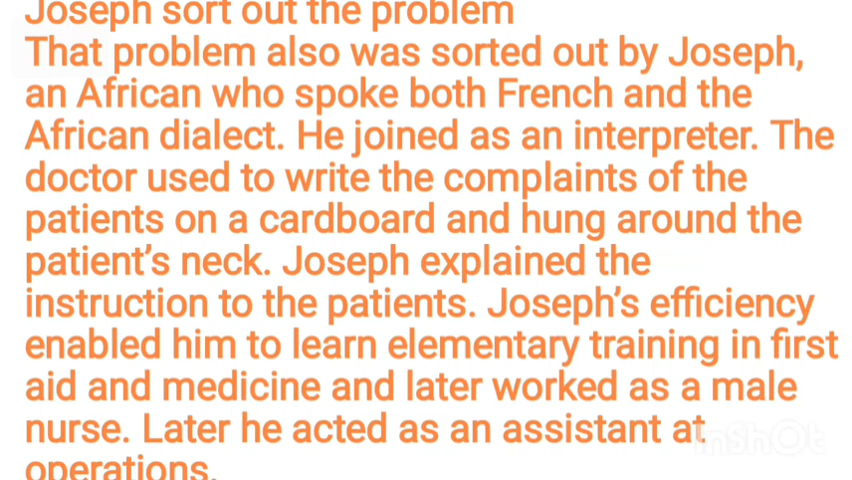 Joseph sort out the problem
That problem also was sorted out by Joseph,
an African who spoke both French and the
African dialect. He joined as an interpreter. The
doctor used to write the complaints of the
patients on a cardboard and hung around the
patient's neck. Joseph explained the
instruction to the patients. Joseph's efficiency
enabled him to learn elementary training in first
aid and medicine and later worked as a male
nurse. Later he acted as an assistant at
operations.
InShOt